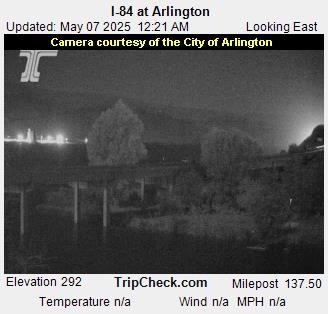 I-84 at Arlington
Updated: May 07 2025 12:21 AM Looking East
Camera courtesy of the City of Arlington
Elevation 292 TripCheck.com Milepost 137.50
Temperature n/a Wind n/a MPH n/a